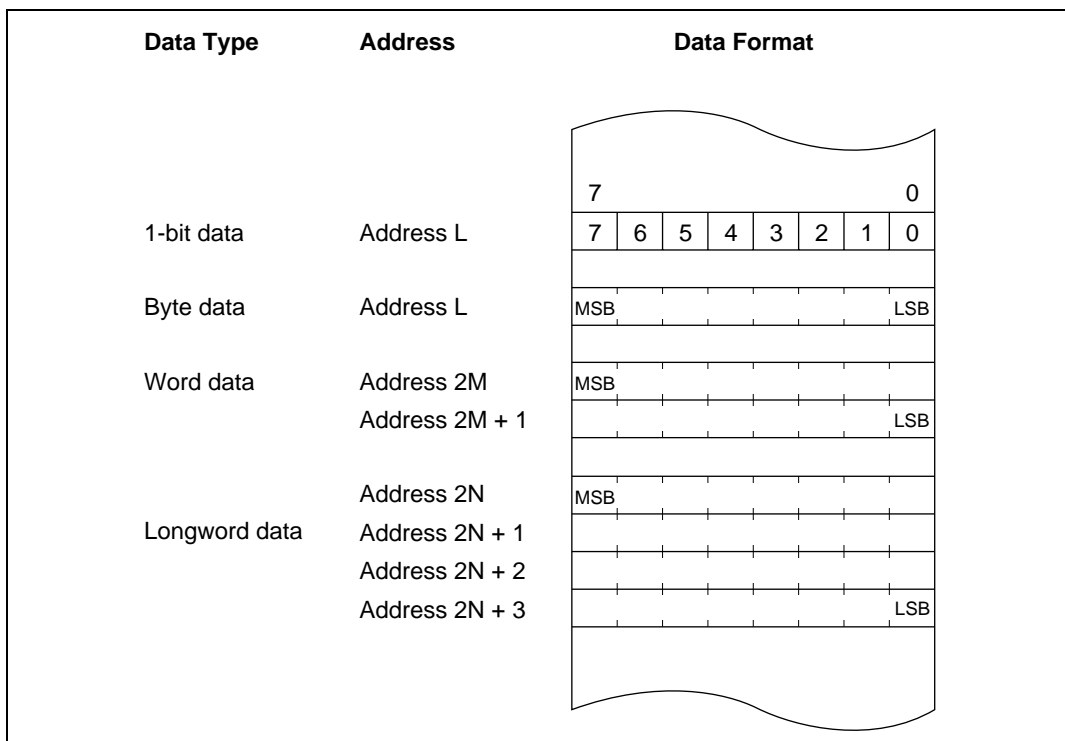 Data Type Address Data Format
7 0
1-bit data Address L 7 6 5 4 3 2 1 0
Byte data Address L MSB LSB
Word data Address 2M MSB
Address 2M + 1 LSB
Address 2N MSB
Longword data Address 2N + 1
Address 2N + 2
Address 2N + 3 LSB